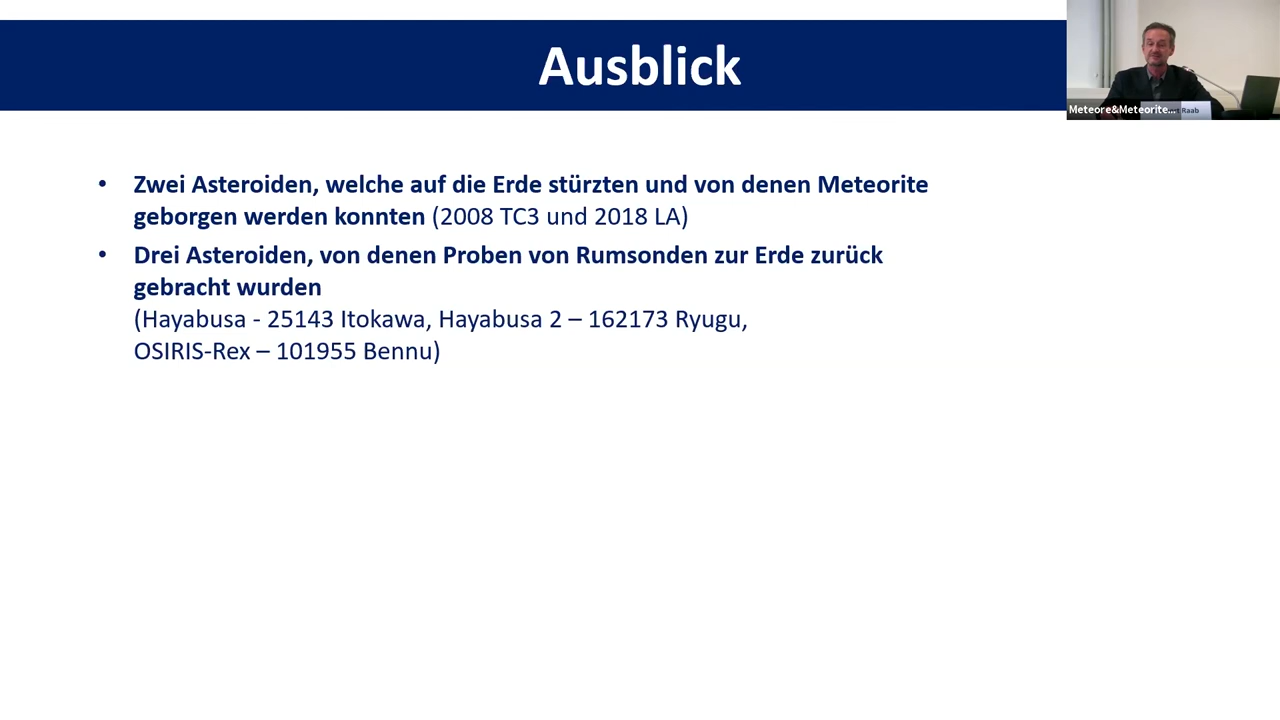 Ausblick
Meteore&Meteorite...
Raab
• Zwei Asteroiden, welche auf die Erde stürzten und von denen Meteorite
geborgen werden konnten (2008 TC3 und 2018 LA)
• Drei Asteroiden, von denen Proben von Rumsonden zur Erde zurück
gebracht wurden
(Hayabusa - 25143 Itokawa, Hayabusa 2 – 162173 Ryugu,
OSIRIS-Rex – 101955 Bennu)